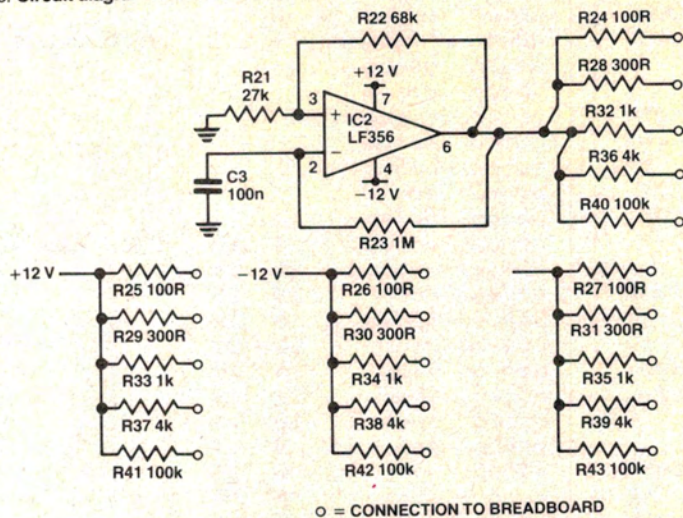 Circuit diag
R22 68k
R24 100R
R21
27k
+12 V
R28 300R
3
7
+
IC2
LF356
R32 1k
6
−
2
4
R36 4k
C3
100n
−12 V
R40 100k
R23 1M
+12 V
R25 100R
R29 300R
R33 1k
R37 4k
R41 100k
−12 V
R26 100R
R30 300R
R34 1k
R38 4k
R42 100k
R27 100R
R31 300R
R35 1k
R39 4k
R43 100k
o = CONNECTION TO BREADBOARD